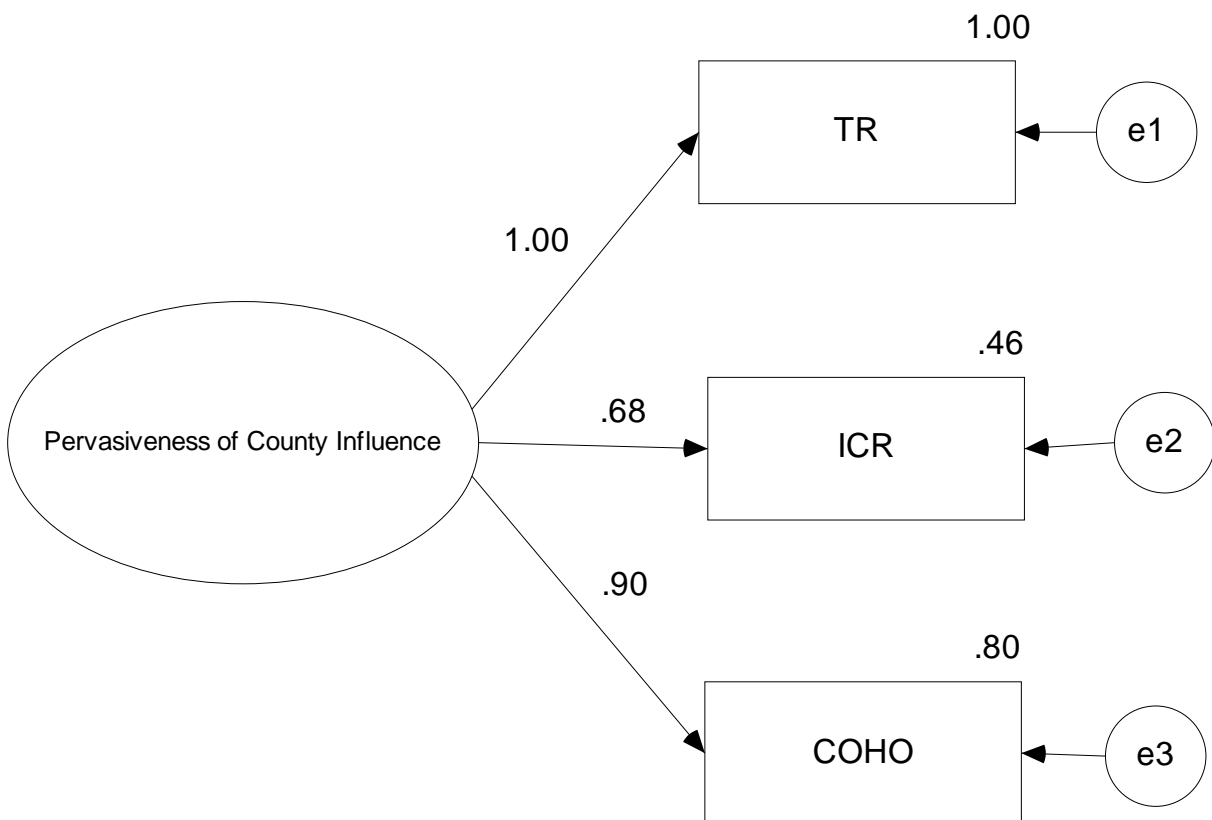 1.00
TR
e1
1.00
.46
.68
ICR
e2
Pervasiveness of County Influence
.90
.80
COHO
e3